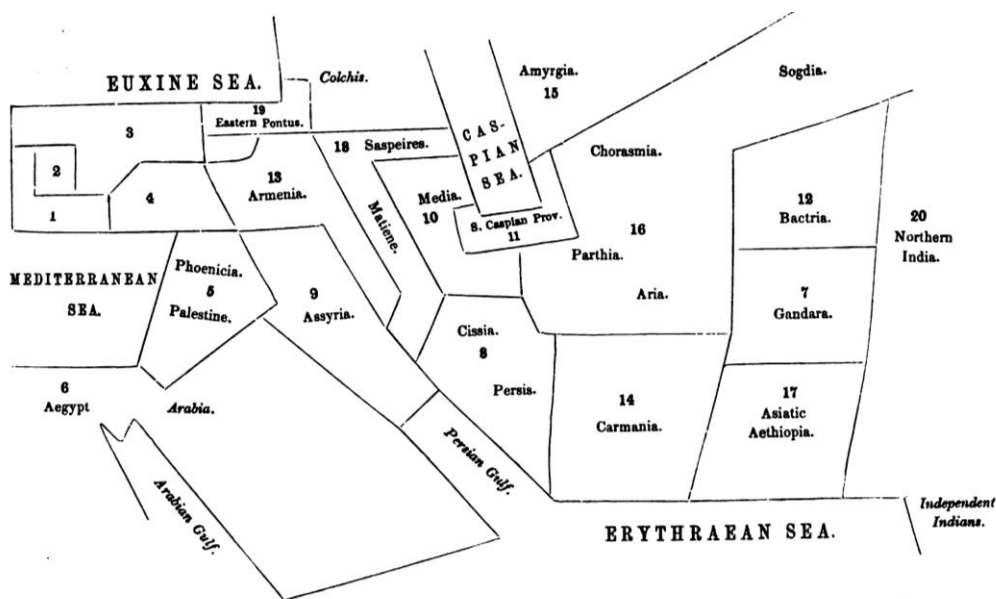 EUXINE SEA.
Colchis.
Amyrgia.
15
Sogdia.
19
Eastern Pontus.
3
18 Saspeires.
CAS-
PIAN
SEA.
Chorasmia.
2
1
4
13
Armenia.
Matiene.
Media.
10
S. Caspian Prov.
11
16
Parthia.
Aria.
12
Bactria.
20
Northern
India.
MEDITERRANEAN
SEA.
Phoenicia.
5
Palestine.
9
Assyria.
Cissia.
8
Persis.
7
Gandara.
6
Aegypt
Arabia.
14
Carmania.
17
Asiatic
Aethiopia.
Arabian Gulf.
Persian Gulf.
ERYTHRAEAN SEA.
Independent
Indians.